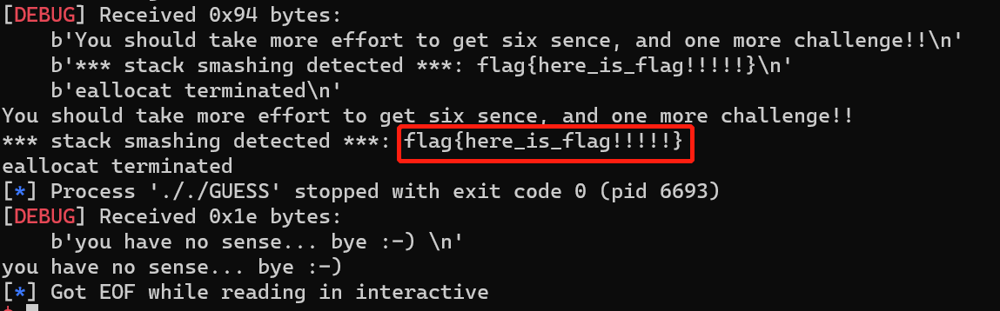 [DEBUG] Received 0x94 bytes:
    b'You should take more effort to get six sence, and one more challenge!!\n'
    b'*** stack smashing detected ***: flag{here_is_flag!!!!!}\n'
    b'eallocat terminated\n'
You should take more effort to get six sence, and one more challenge!!
*** stack smashing detected ***: flag{here_is_flag!!!!!}
eallocat terminated
[*] Process '././GUESS' stopped with exit code 0 (pid 6693)
[DEBUG] Received 0x1e bytes:
    b'you have no sense... bye :-) \n'
you have no sense... bye :-)
[*] Got EOF while reading in interactive